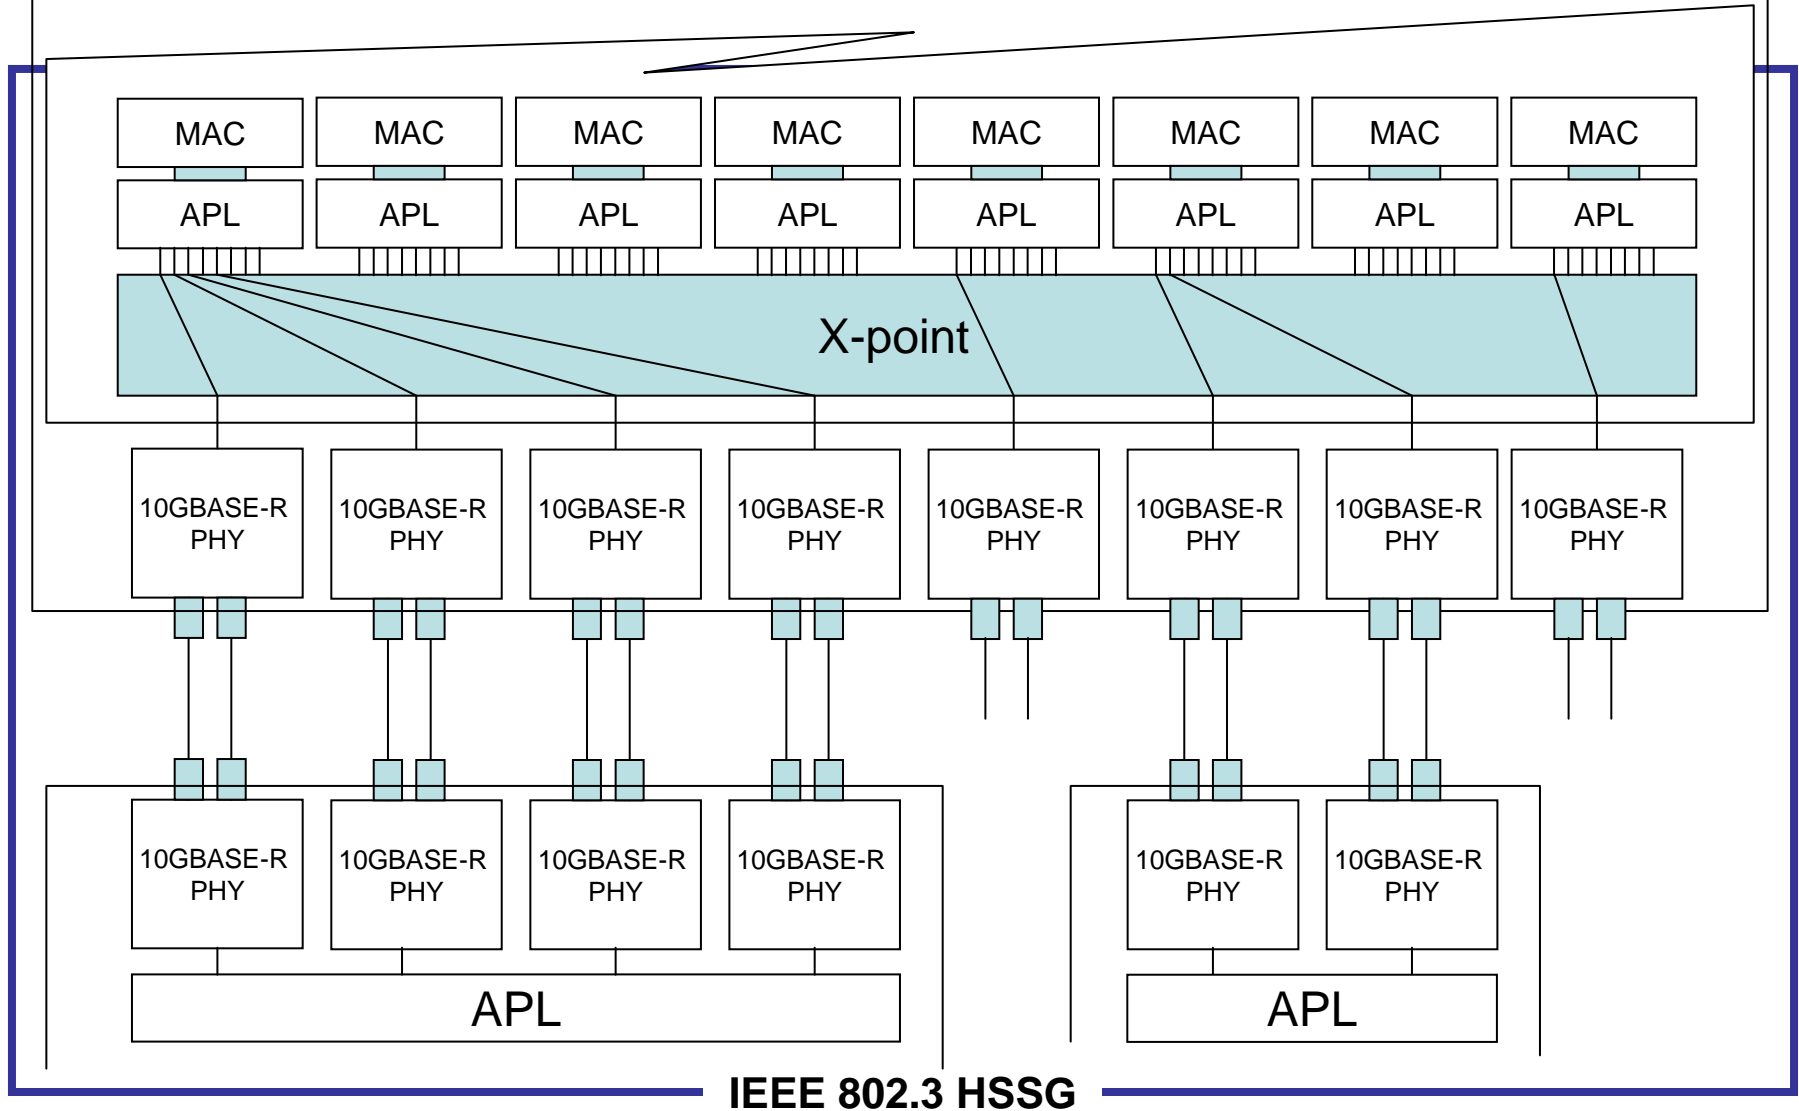 MAC MAC MAC MAC MAC MAC MAC MAC
APL APL APL APL APL APL APL APL
X-point
10GBASE-R 10GBASE-R 10GBASE-R 10GBASE-R 10GBASE-R 10GBASE-R 10GBASE-R 10GBASE-R
PHY PHY PHY PHY PHY PHY PHY PHY
10GBASE-R 10GBASE-R 10GBASE-R 10GBASE-R 10GBASE-R 10GBASE-R
PHY PHY PHY PHY PHY PHY
APL APL
IEEE 802.3 HSSG